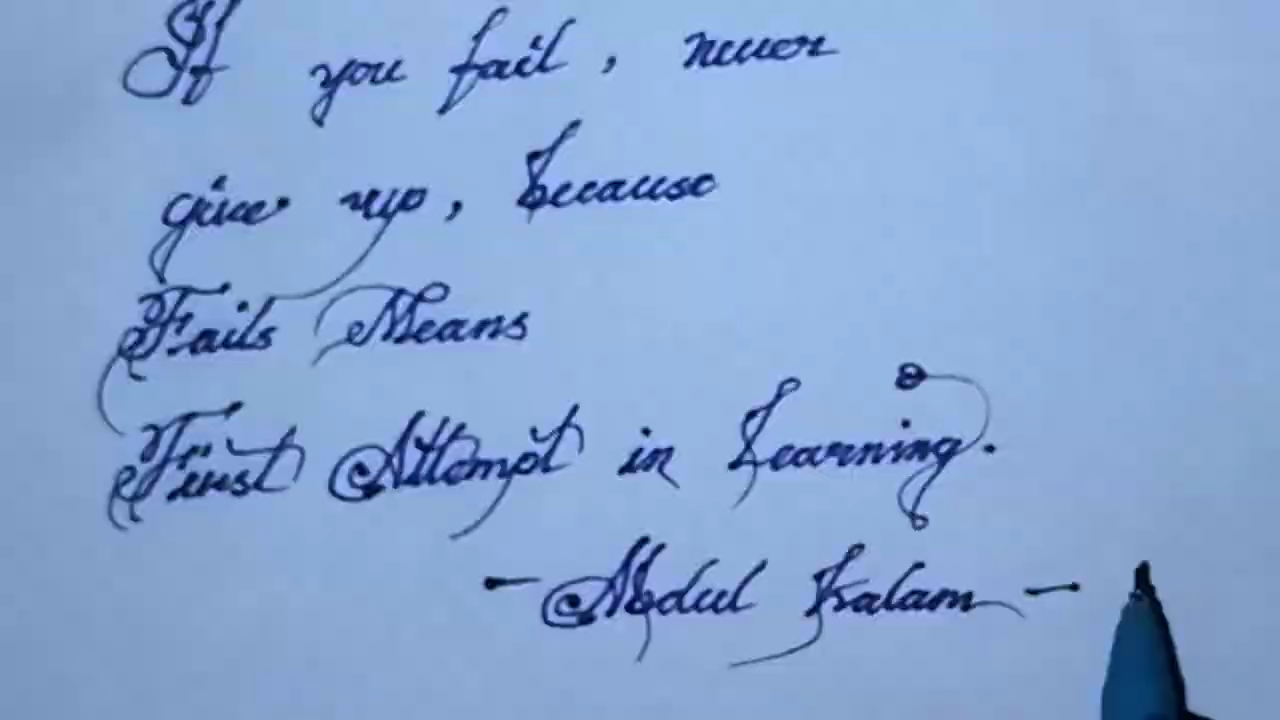 If you fail, never
give up, because
Fails Means
First Attempt in Learning.
- Abdul Kalam -